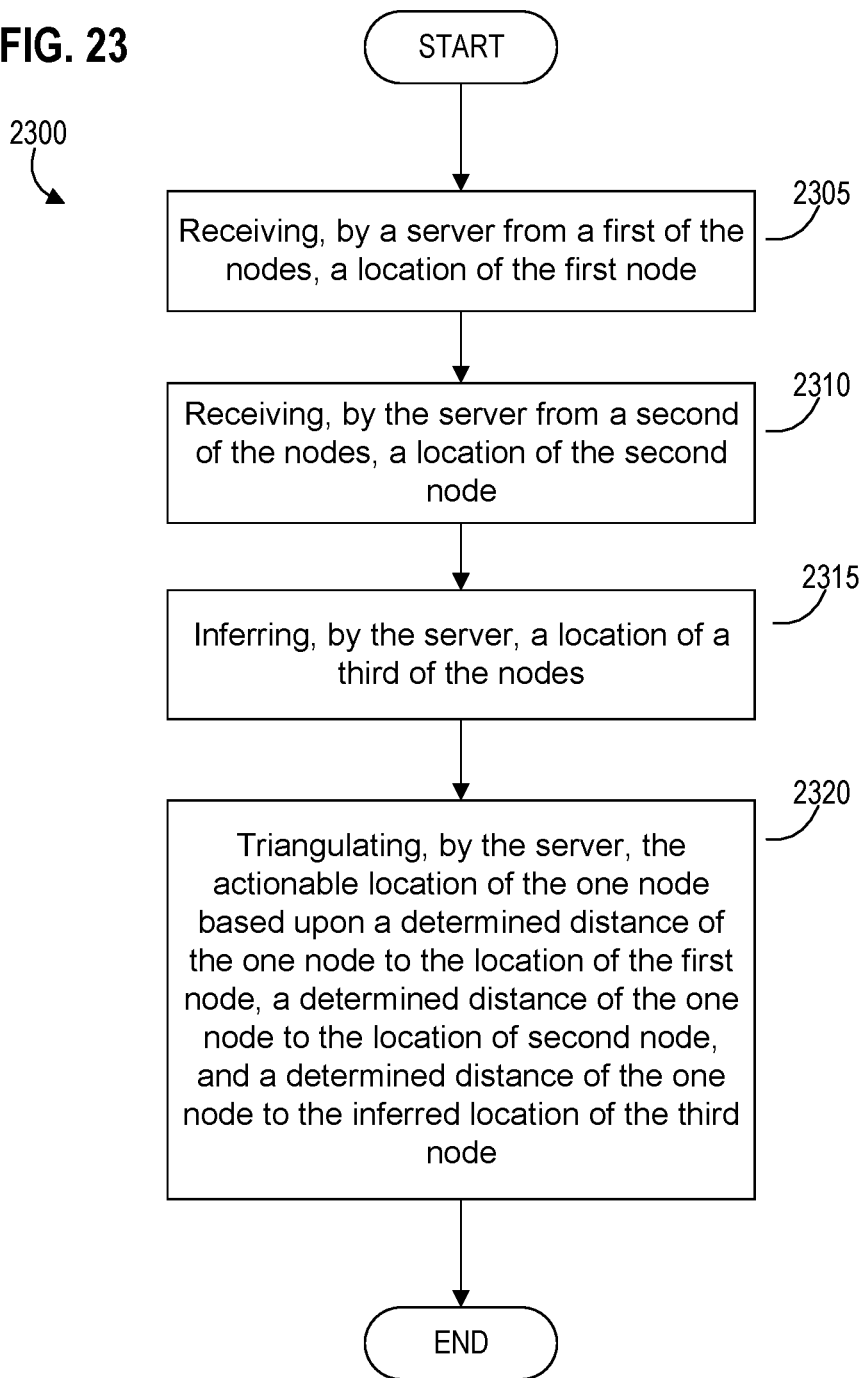 FIG. 23
START
2300
2305
Receiving, by a server from a first of the
nodes, a location of the first node
2310
Receiving, by the server from a second
of the nodes, a location of the second
node
2315
Inferring, by the server, a location of a
third of the nodes
2320
Triangulating, by the server, the
actionable location of the one node
based upon a determined distance of
the one node to the location of the first
node, a determined distance of the one
node to the location of second node,
and a determined distance of the one
node to the inferred location of the third
node
END